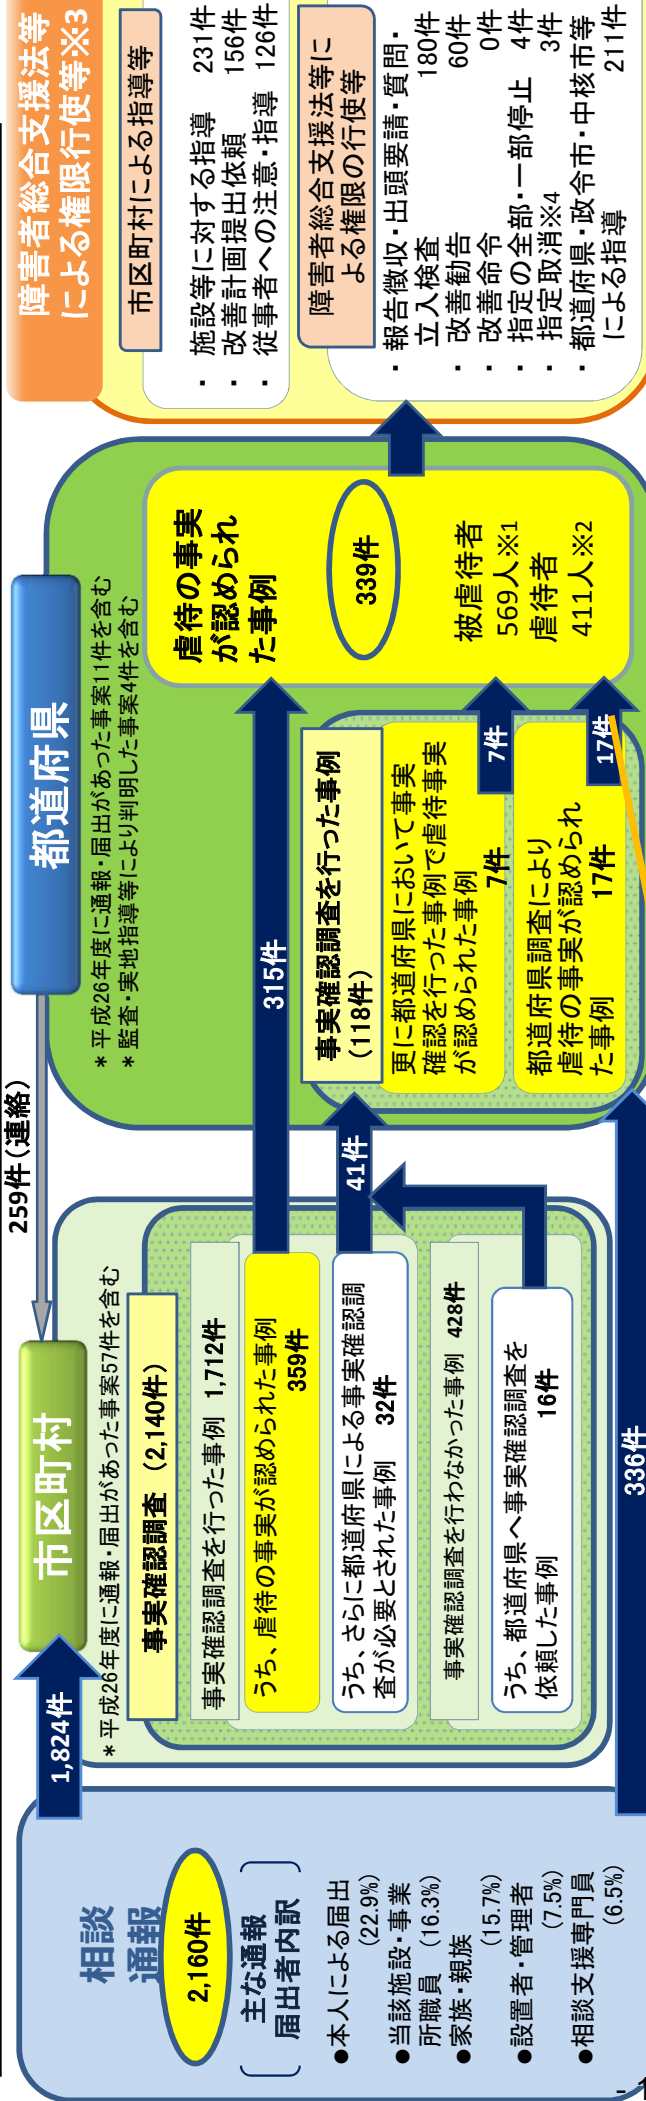 相談
通報
2,160件
主な通報
届出者内訳
●本人による届出
(22.9%)
●当該施設・事業
所職員 (16.3%)
●家族・親族
(15.7%)
●設置者・管理者
(7.5%)
●相談支援専門員
(6.5%)
1,824件
336件
市区町村
259件(連絡)
*平成26年度に通報・届出があった事案57件を含む
事実確認調査 (2,140件)
事実確認調査を行った事例 1,712件
うち、虐待の事実が認められた事例
359件
うち、さらに都道府県による事実確認調
査が必要とされた事例 32件
事実確認調査を行わなかった事例 428件
うち、都道府県へ事実確認調査を
依頼した事例 16件
315件
41件
都道府県
*平成26年度に通報・届出があった事案11件を含む
*監査・実地指導等により判明した事案4件を含む
事実確認調査を行った事例
(118件)
更に都道府県において事実
確認を行った事例で虐待事実
が認められた事例
7件
都道府県調査により
虐待の事実が認められ
た事例 17件
7件
17件
虐待の事実
が認められ
た事例
339件
被虐待者
569人※1
虐待者
411人※2
障害者総合支援法等
による権限行使等※3
市区町村による指導等
・ 施設等に対する指導 231件
・ 改善計画提出依頼 156件
・ 従事者への注意・指導 126件
障害者総合支援法等に
よる権限の行使等
・ 報告徴収・出頭要請・質問・
立入検査 180件
・ 改善勧告 60件
・ 改善命令 0件
・ 指定の全部・一部停止 4件
・ 指定取消※4 3件
・ 都道府県・政令市・中核市等
による指導 211件
- 1